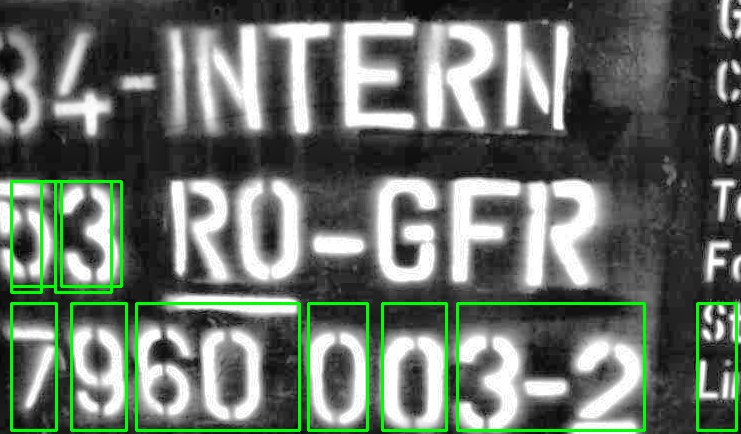 84-INTERN
53 RO-GFR
7960 003-2